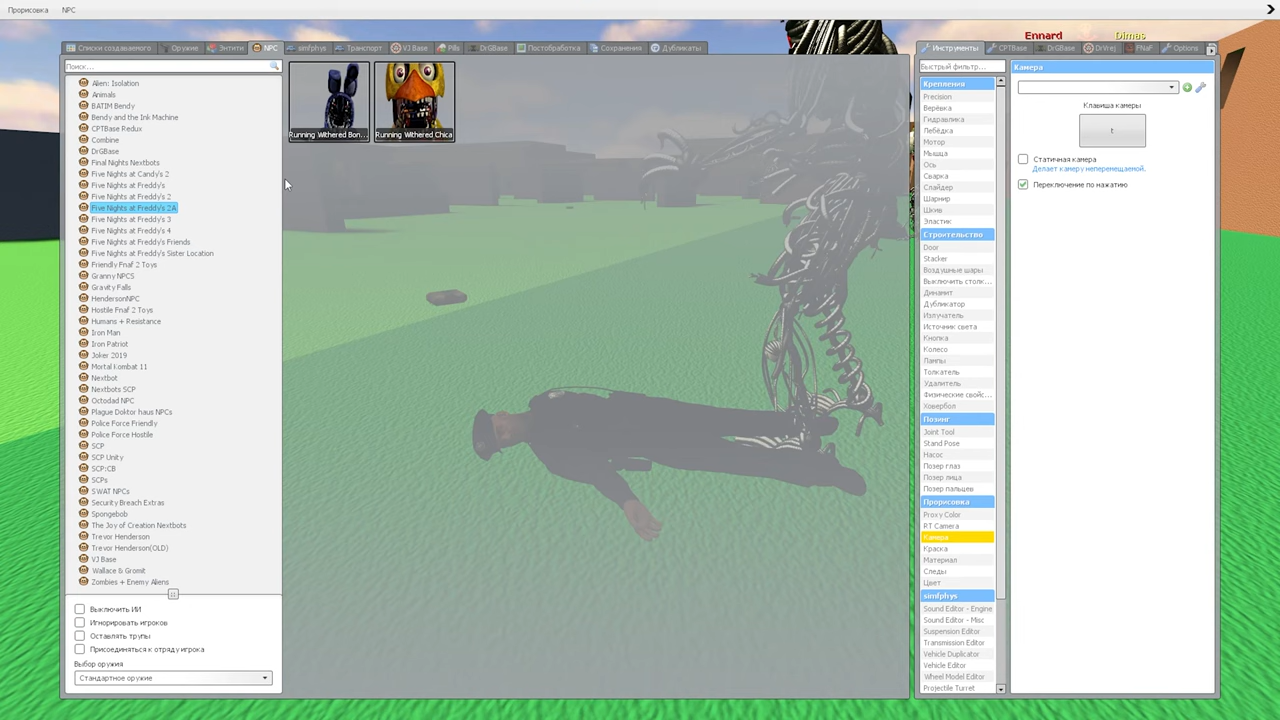 Прорисовка NPC
Ennard
Dimas
Списки создаваемого Оружие Энтити NPC simfphys Транспорт VJ Base Pills DrGBase Постобработка Сохранения Дубликаты
Поиск...
Alien: Isolation
Animals
BATIM Bendy
Bendy and the Ink Machine
CPTBase Redux
Combine
DrGBase
Final Nights Nextbots
Five Nights at Candy's 2
Five Nights at Freddy's
Five Nights at Freddy's 2
Five Nights at Freddy's 2A
Five Nights at Freddy's 3
Five Nights at Freddy's 4
Five Nights at Freddy's Friends
Five Nights at Freddy's Sister Location
Friendly Fnaf 2 Toys
Granny NPCS
Gravity Falls
HendersonNPC
Hostile Fnaf 2 Toys
Humans + Resistance
Iron Man
Iron Patriot
Joker 2019
Mortal Kombat 11
Nextbot
Nextbots SCP
Octodad NPC
Plague Doktor haus NPCs
Police Force Friendly
Police Force Hostile
SCP
SCP Unity
SCP:CB
SCPs
SWAT NPCs
Security Breach Extras
Spongebob
The Joy of Creation Nextbots
Trevor Henderson
Trevor Henderson(OLD)
VJ Base
Wallace & Gromit
Zombies + Enemy Aliens
Выключить ИИ
Игнорировать игроков
Оставлять трупы
Присоединяться к отряду игрока
Выбор оружия
Стандартное оружие
Running Withered Bon... Running Withered Chica
Инструменты CPTBase DrGBase DrVrej FNaF Options
Быстрый фильтр...
Крепления
Precision
Верёвка
Гидравлика
Лебёдка
Мотор
Мышца
Ось
Сварка
Слайдер
Шарнир
Шкив
Эластик
Строительство
Door
Stacker
Воздушные шары
Выключить столк...
Динамит
Дубликатор
Излучатель
Источник света
Кнопка
Колесо
Лампы
Толкатель
Удалитель
Физические свойс...
Ховербол
Позинг
Joint Tool
Stand Pose
Насос
Позер глаз
Позер лица
Позер пальцев
Прорисовка
Proxy Color
RT Camera
Камера
Краска
Материал
Следы
Цвет
simfphys
Sound Editor - Engine
Sound Editor - Misc
Suspension Editor
Transmission Editor
Vehicle Duplicator
Vehicle Editor
Wheel Model Editor
Projectile Turret
Камера
Клавиша камеры
t
Статичная камера
Делает камеру неперемещаемой.
Переключение по нажатию